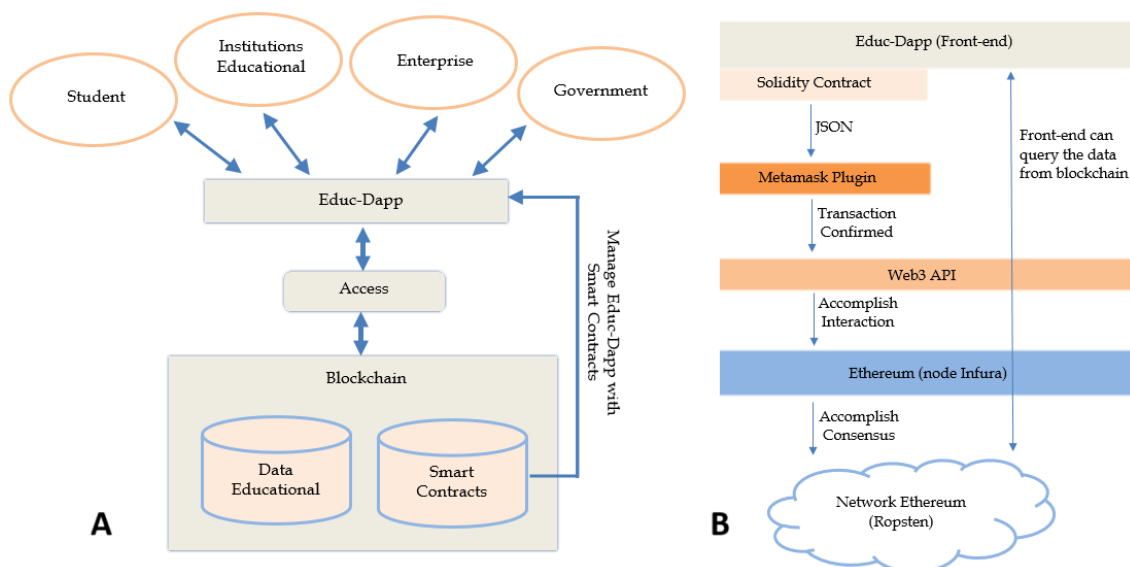 Student
Institutions
Educational
Enterprise
Government
Educ-Dapp
Access
Manage Educ-Dapp with
Smart Contracts
Blockchain
Data
Educational
Smart
Contracts
A
Educ-Dapp (Front-end)
Solidity Contract
JSON
Front-end can
query the data
from blockchain
Metamask Plugin
Transaction
Confirmed
Web3 API
Accomplish
Interaction
Ethereum (node Infura)
Accomplish
Consensus
Network Ethereum
(Ropsten)
B